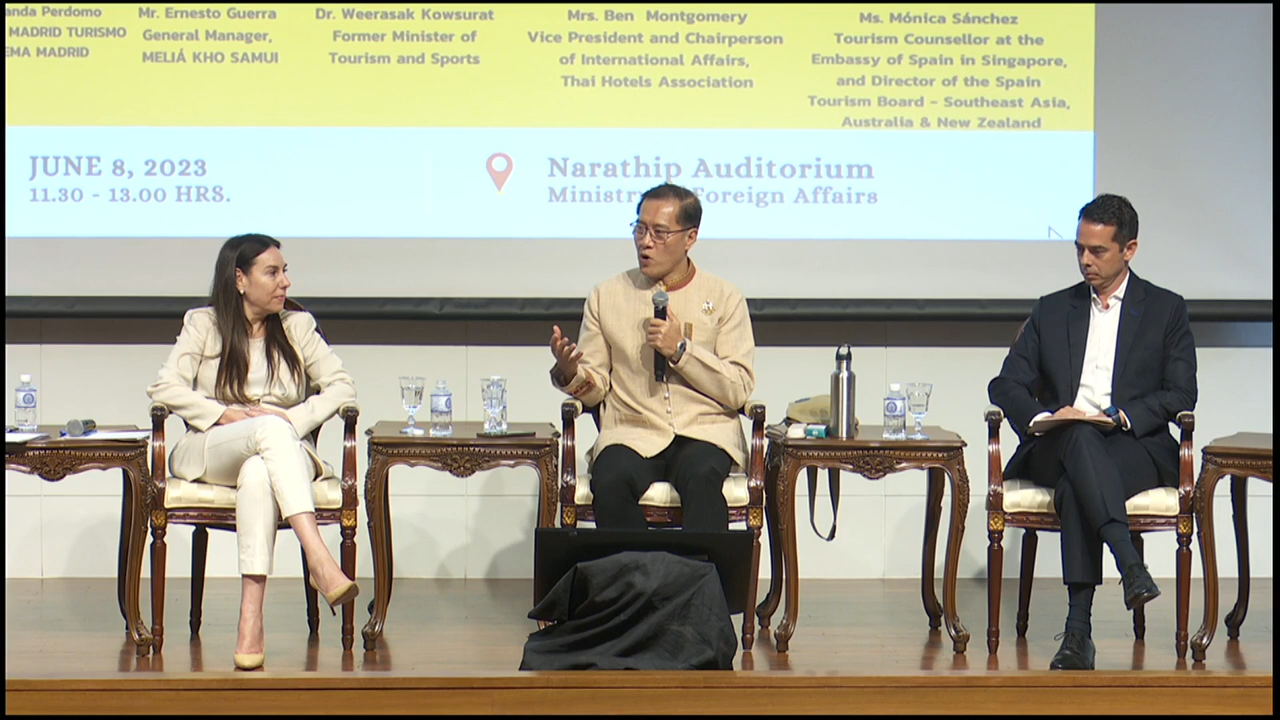 anda Perdomo
MADRID TURISMO
EMA MADRID
Mr. Ernesto Guerra
General Manager,
MELIÁ KHO SAMUI
Dr. Weerasak Kowsurat
Former Minister of
Tourism and Sports
Mrs. Ben Montgomery
Vice President and Chairperson
of International Affairs,
Thai Hotels Association
Ms. Mónica Sánchez
Tourism Counsellor at the
Embassy of Spain in Singapore,
and Director of the Spain
Tourism Board - Southeast Asia,
Australia & New Zealand
JUNE 8, 2023
11.30 - 13.00 HRS.
Narathip Auditorium
Ministry Foreign Affairs